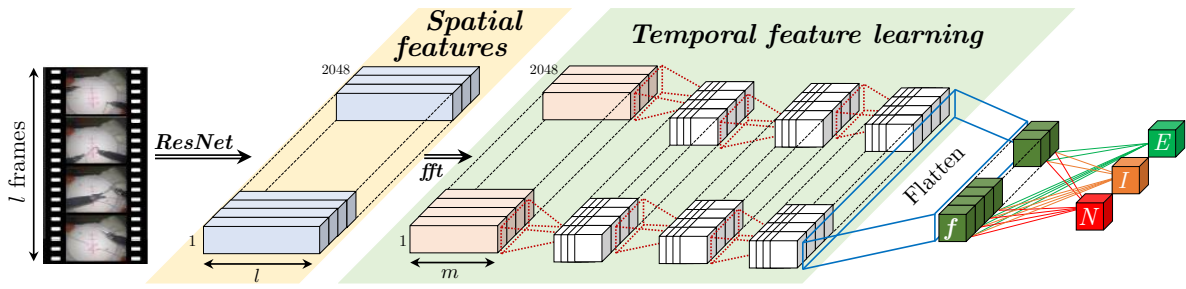 Spatial
features
Temporal feature learning
2048
2048
l frames
ResNet
fft
Flatten
E
I
N
f
1
l
1
m